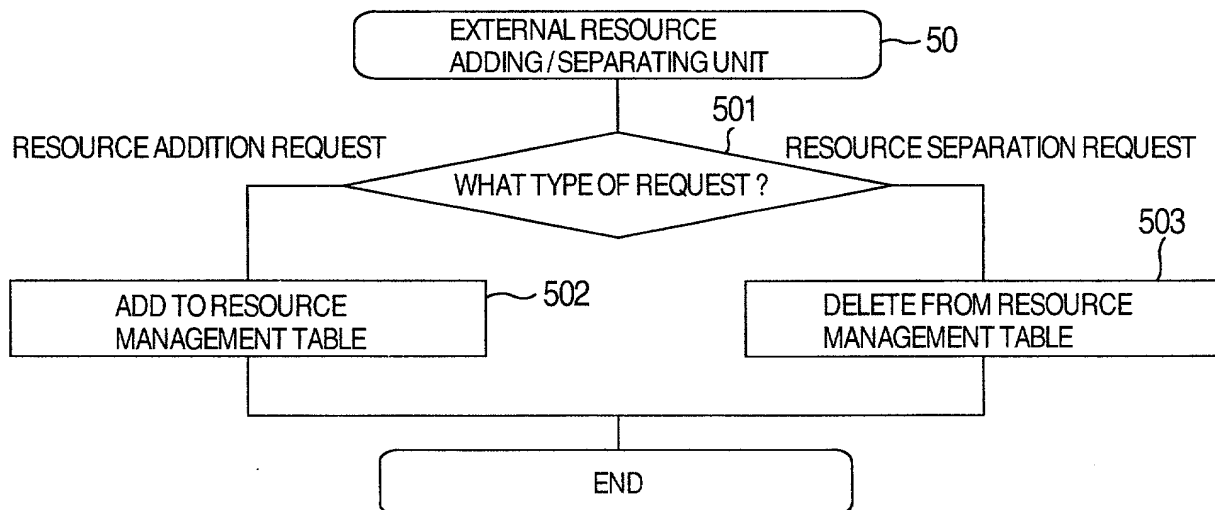 EXTERNAL RESOURCE
ADDING / SEPARATING UNIT
50
501
RESOURCE ADDITION REQUEST
RESOURCE SEPARATION REQUEST
WHAT TYPE OF REQUEST ?
503
ADD TO RESOURCE
MANAGEMENT TABLE
502
DELETE FROM RESOURCE
MANAGEMENT TABLE
END